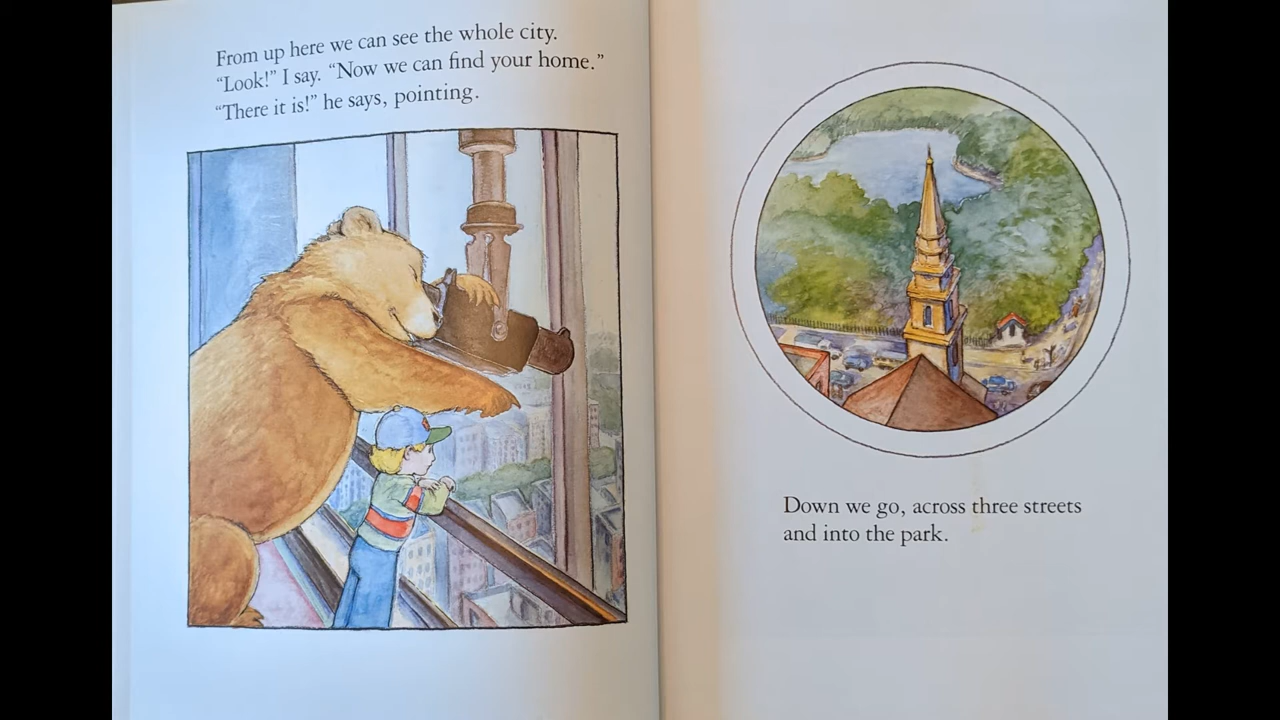 From up here we can see the whole city.
“Look!” I say. “Now we can find your home.”
“There it is!” he says, pointing.
Down we go, across three streets
and into the park.